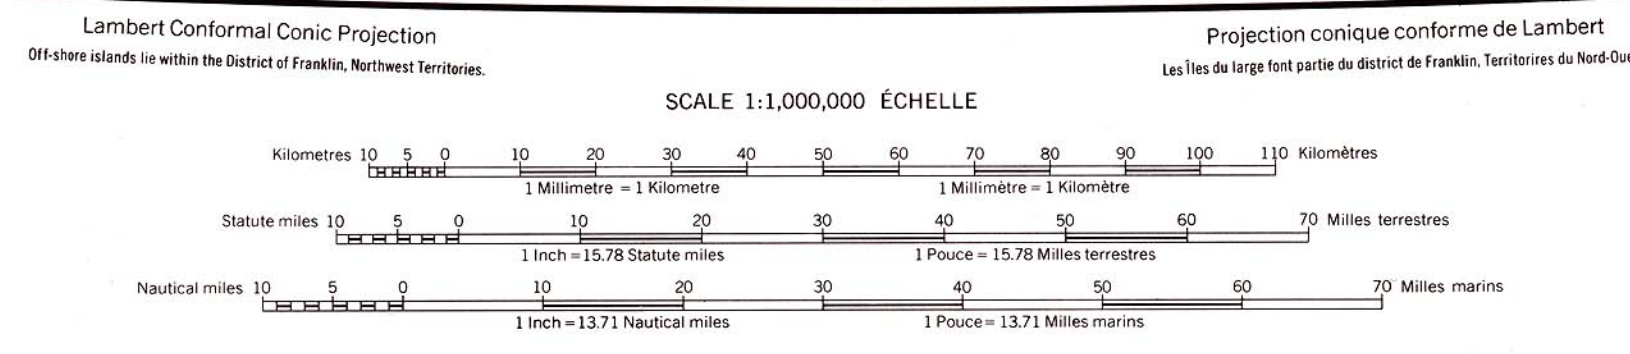 Lambert Conformal Conic Projection
Off-shore islands lie within the District of Franklin, Northwest Territories.
Projection conique conforme de Lambert
Les Îles du large font partie du district de Franklin, Territorires du Nord-Oue
SCALE 1:1,000,000 ÉCHELLE
Kilometres 10 5 0 10 20 30 40 50 60 70 80 90 100 110 Kilomètres
1 Millimetre = 1 Kilometre 1 Millimètre = 1 Kilomètre
Statute miles 10 5 0 10 20 30 40 50 60 70 Milles terrestres
1 Inch = 15.78 Statute miles 1 Pouce = 15.78 Milles terrestres
Nautical miles 10 5 0 10 20 30 40 50 60 70 Milles marins
1 Inch = 13.71 Nautical miles 1 Pouce = 13.71 Milles marins